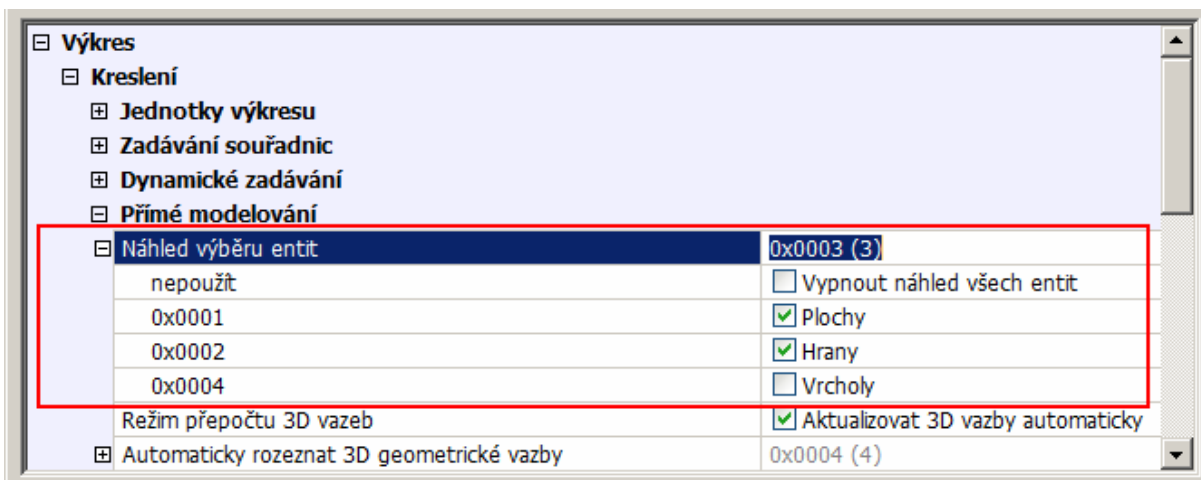 Výkres
Kreslení
Jednotky výkresu
Zadávání souřadnic
Dynamické zadávání
Přímé modelování
Náhled výběru entit 0x0003 (3)
nepoužít Vypnout náhled všech entit
0x0001 Plochy
0x0002 Hrany
0x0004 Vrcholy
Režim přepočtu 3D vazeb Aktualizovat 3D vazby automaticky
Automaticky rozeznat 3D geometrické vazby 0x0004 (4)